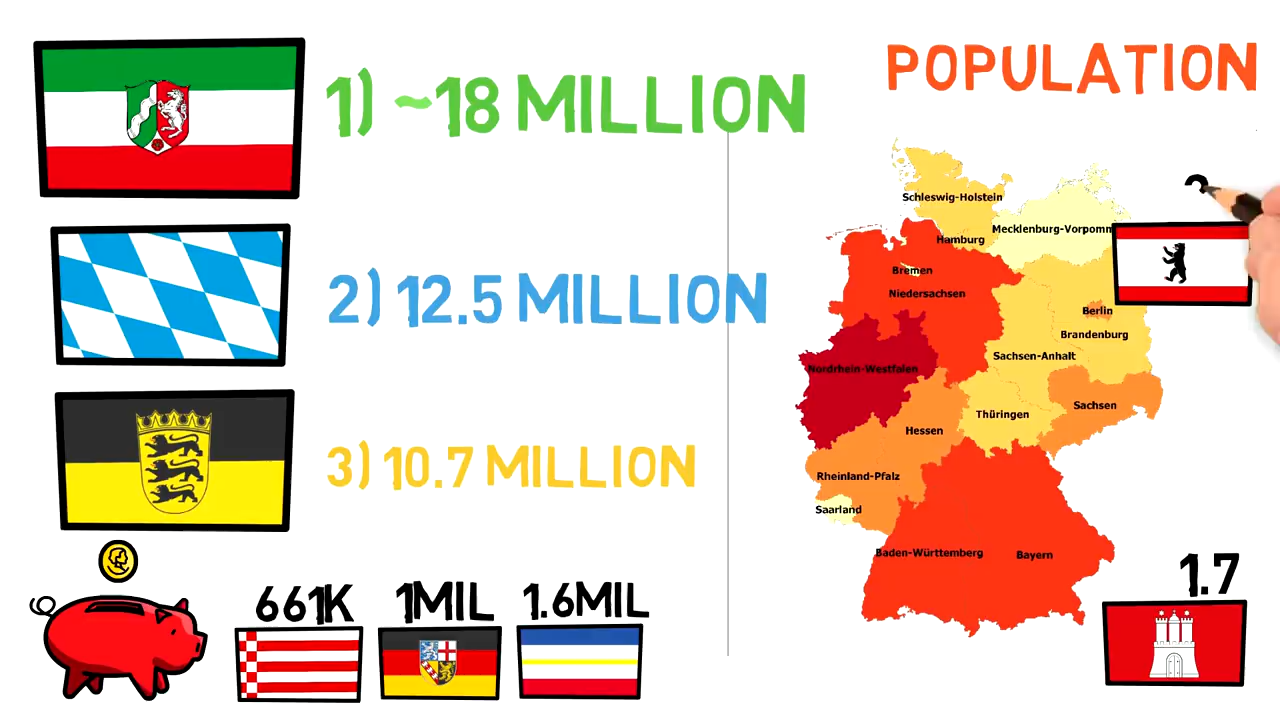 POPULATION
1) ~18 MILLION
2) 12.5 MILLION
3) 10.7 MILLION
661K
1MIL
1.6MIL
Schleswig-Holstein
Mecklenburg-Vorpomm
Hamburg
Bremen
Niedersachsen
Berlin
Brandenburg
Sachsen-Anhalt
Nordrhein-Westfalen
Sachsen
Thüringen
Hessen
Rheinland-Pfalz
Saarland
Baden-Württemberg
Bayern
1.7